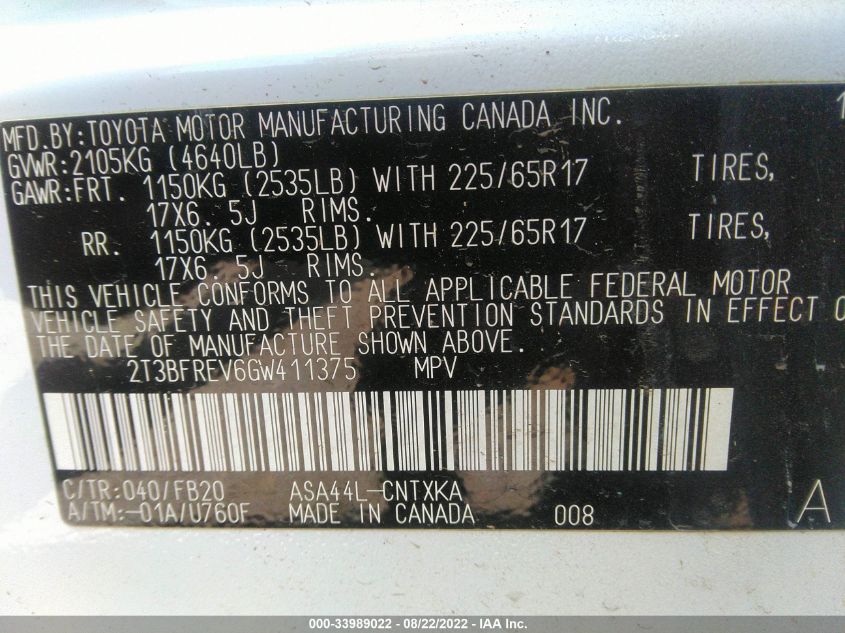 MFD.BY:TOYOTA MOTOR MANUFACTURING CANADA INC. 1
GVWR:2105KG (4640LB)
GAWR:FRT. 1150KG (2535LB) WITH 225/65R17 TIRES,
17X6. 5J RIMS.
RR. 1150KG (2535LB) WITH 225/65R17 TIRES,
17X6. 5J RIMS.
THIS VEHICLE CONFORMS TO ALL APPLICABLE FEDERAL MOTOR
VEHICLE SAFETY AND THEFT PREVENTION STANDARDS IN EFFECT O
THE DATE OF MANUFACTURE SHOWN ABOVE.
2T3BFREV6GW411375 MPV
C/TR:040/FB20 ASA44L-CNTXKA
A/TM:-01A/U760F MADE IN CANADA 008 A
000-33989022 - 08/22/2022 - IAA Inc.